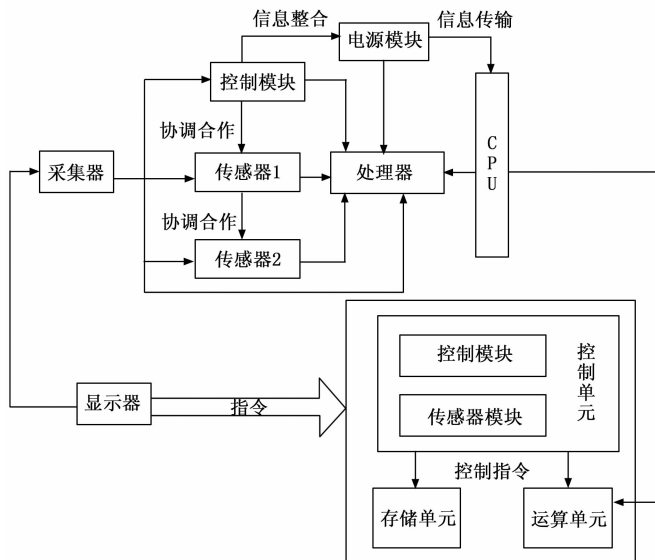 信息整合
电源模块
信息传输
控制模块
协调合作
采集器
传感器1
处理器
CPU
协调合作
传感器2
控制模块
控制单元
显示器
指令
传感器模块
控制指令
存储单元
运算单元